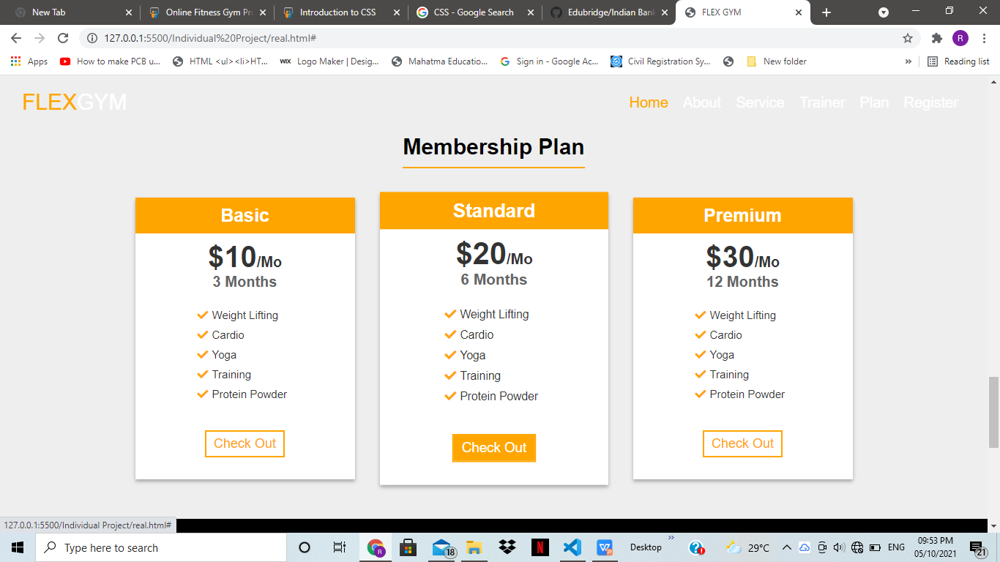 New Tab
Online Fitness Gym Pr
Introduction to CSS
CSS - Google Search
Edubridge/Indian Bank
FLEX GYM
127.0.0.1:5500/Individual%20Project/real.html#
R
Apps
How to make PCB u...
HTML <ul><li>HT...
WIX
Logo Maker | Desig...
Mahatma Educatio...
Sign in - Google Ac...
Civil Registration Sy...
New folder
»
Reading list
FLEXGYM
Home About Service Trainer Plan Register
Membership Plan
Basic
$10/Mo
3 Months
Weight Lifting
Cardio
Yoga
Training
Protein Powder
Check Out
Standard
$20/Mo
6 Months
Weight Lifting
Cardio
Yoga
Training
Protein Powder
Check Out
Premium
$30/Mo
12 Months
Weight Lifting
Cardio
Yoga
Training
Protein Powder
Check Out
127.0.0.1:5500/Individual Project/real.html#
Type here to search
R
18
N
Desktop
»
29°C
ENG
09:53 PM
05/10/2021
21